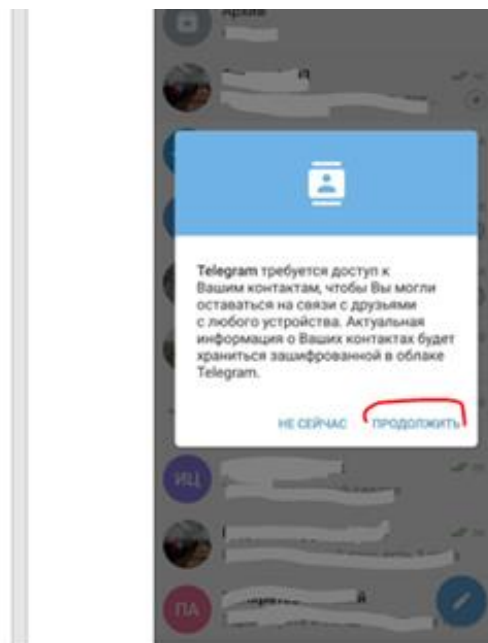 Архив
Telegram требуется доступ к
Вашим контактам, чтобы Вы могли
оставаться на связи с друзьями
с любого устройства. Актуальная
информация о Ваших контактах будет
храниться зашифрованной в облаке
Telegram.
НЕ СЕЙЧАС ПРОДОЛЖИТЬ
ИЦ
ПА